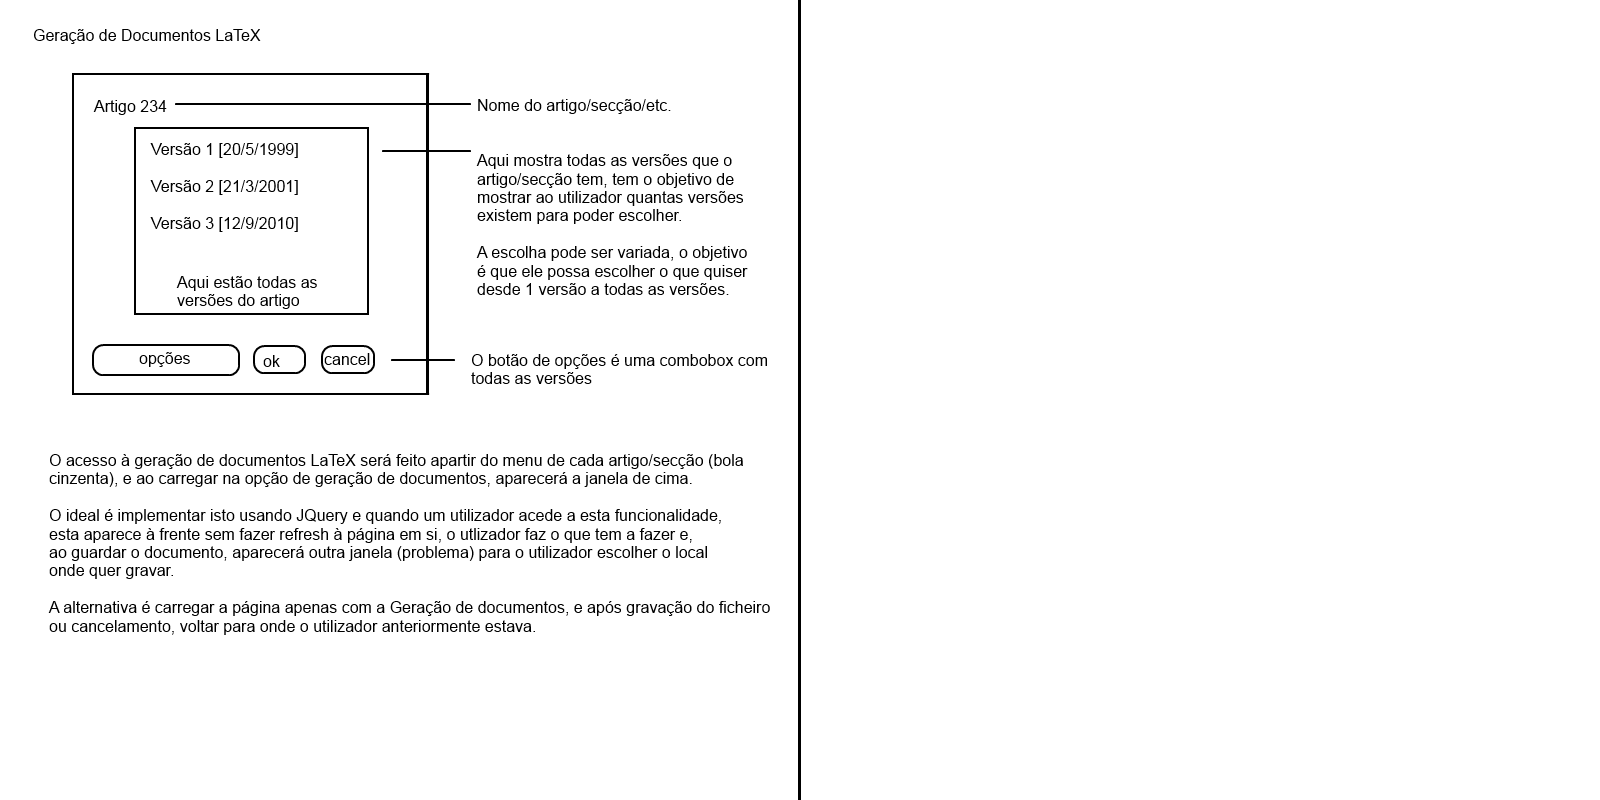 Geração de Documentos LaTeX
Artigo 234
Nome do artigo/secção/etc.
Versão 1 [20/5/1999]
Versão 2 [21/3/2001]
Versão 3 [12/9/2010]
Aqui estão todas as
versões do artigo
Aqui mostra todas as versões que o
artigo/secção tem, tem o objetivo de
mostrar ao utilizador quantas versões
existem para poder escolher.
A escolha pode ser variada, o objetivo
é que ele possa escolher o que quiser
desde 1 versão a todas as versões.
opções
ok
cancel
O botão de opções é uma combobox com
todas as versões
O acesso à geração de documentos LaTeX será feito apartir do menu de cada artigo/secção (bola
cinzenta), e ao carregar na opção de geração de documentos, aparecerá a janela de cima.
O ideal é implementar isto usando JQuery e quando um utilizador acede a esta funcionalidade,
esta aparece à frente sem fazer refresh à página em si, o utlizador faz o que tem a fazer e,
ao guardar o documento, aparecerá outra janela (problema) para o utilizador escolher o local
onde quer gravar.
A alternativa é carregar a página apenas com a Geração de documentos, e após gravação do ficheiro
ou cancelamento, voltar para onde o utilizador anteriormente estava.